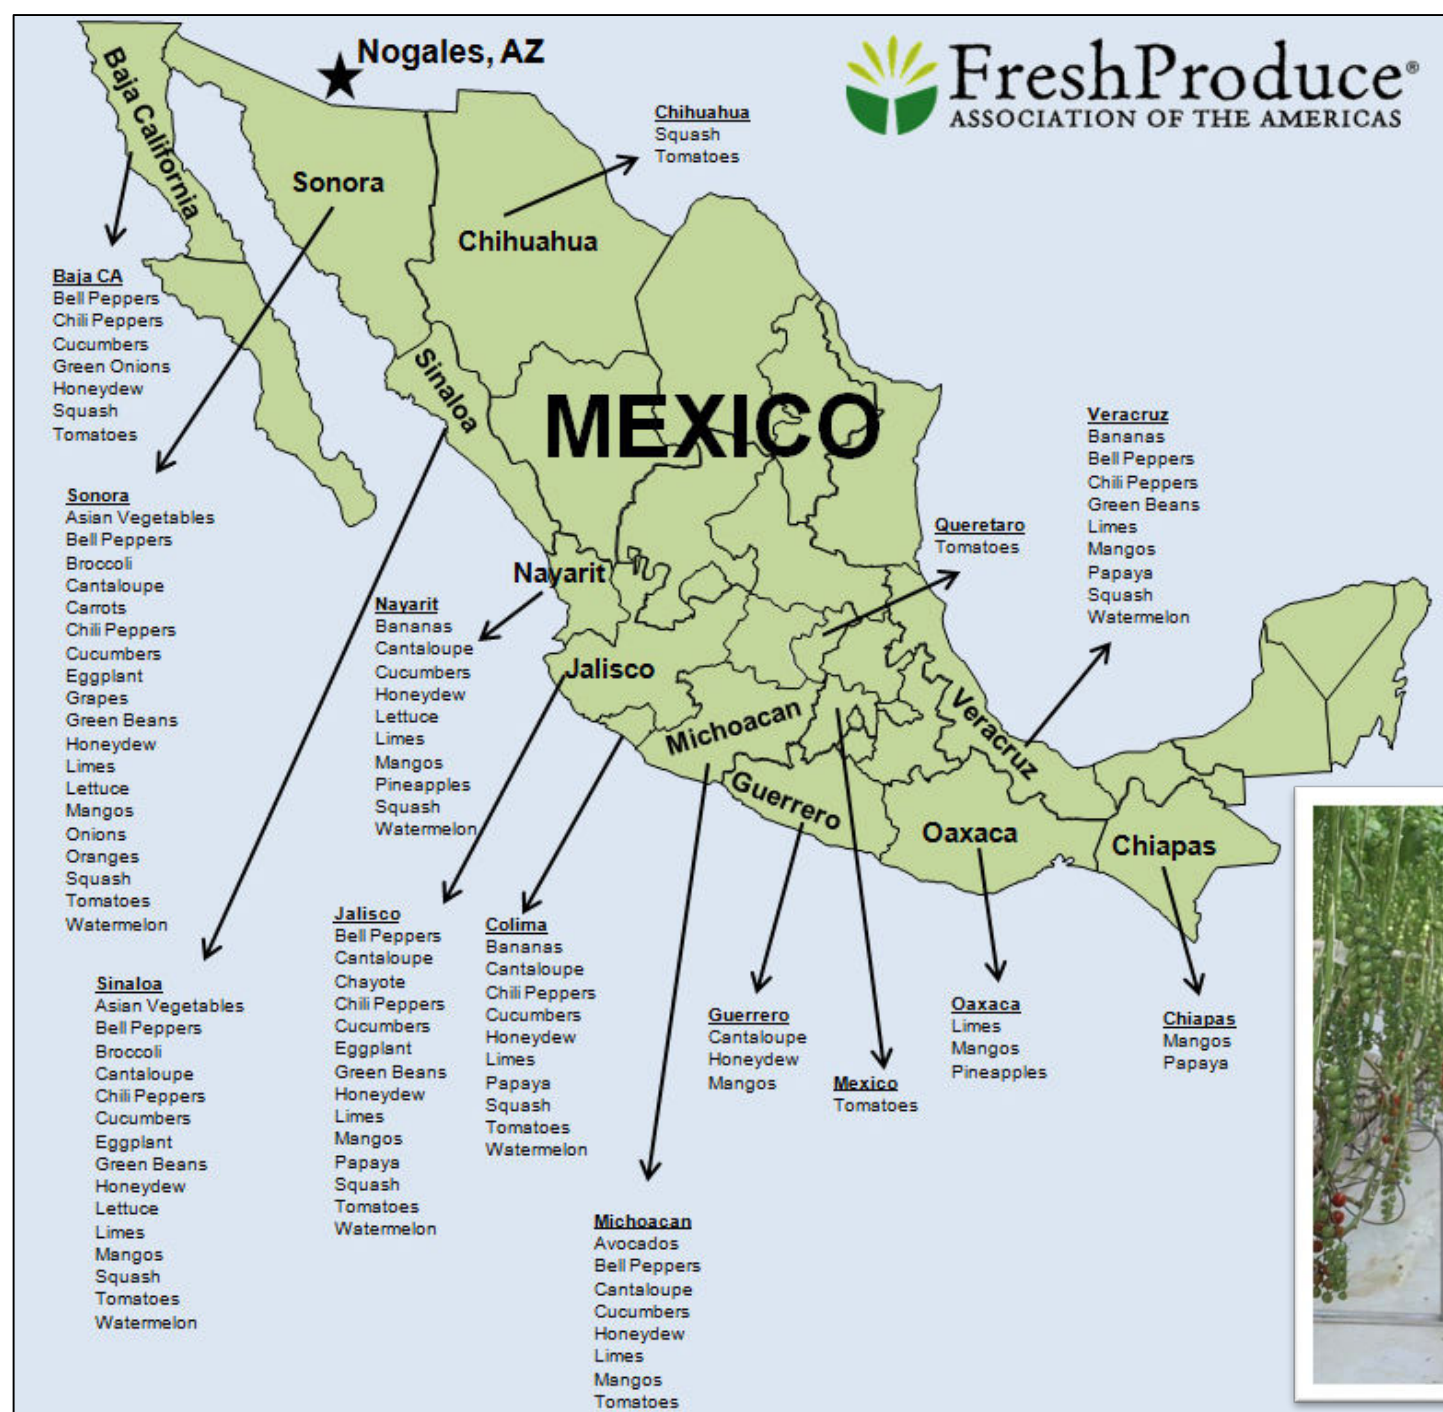 Nogales, AZ
FreshProduce®
ASSOCIATION OF THE AMERICAS
Baja California
Sonora
Chihuahua
Sinaloa
MEXICO
Nayarit
Jalisco
Michoacan
Guerrero
Veracruz
Oaxaca
Chiapas
Chihuahua
Squash
Tomatoes
Baja CA
Bell Peppers
Chili Peppers
Cucumbers
Green Onions
Honeydew
Squash
Tomatoes
Sonora
Asian Vegetables
Bell Peppers
Broccoli
Cantaloupe
Carrots
Chili Peppers
Cucumbers
Eggplant
Grapes
Green Beans
Honeydew
Limes
Lettuce
Mangos
Onions
Oranges
Squash
Tomatoes
Watermelon
Sinaloa
Asian Vegetables
Bell Peppers
Broccoli
Cantaloupe
Chili Peppers
Cucumbers
Eggplant
Green Beans
Honeydew
Lettuce
Limes
Mangos
Squash
Tomatoes
Watermelon
Nayarit
Bananas
Cantaloupe
Cucumbers
Honeydew
Lettuce
Limes
Mangos
Pineapples
Squash
Watermelon
Jalisco
Bell Peppers
Cantaloupe
Chayote
Chili Peppers
Cucumbers
Eggplant
Green Beans
Honeydew
Limes
Mangos
Papaya
Squash
Tomatoes
Watermelon
Colima
Bananas
Cantaloupe
Chili Peppers
Cucumbers
Honeydew
Limes
Papaya
Squash
Tomatoes
Watermelon
Michoacan
Avocados
Bell Peppers
Cantaloupe
Cucumbers
Honeydew
Limes
Mangos
Tomatoes
Guerrero
Cantaloupe
Honeydew
Mangos
Mexico
Tomatoes
Queretaro
Tomatoes
Veracruz
Bananas
Bell Peppers
Chili Peppers
Green Beans
Limes
Mangos
Papaya
Squash
Watermelon
Oaxaca
Limes
Mangos
Pineapples
Chiapas
Mangos
Papaya